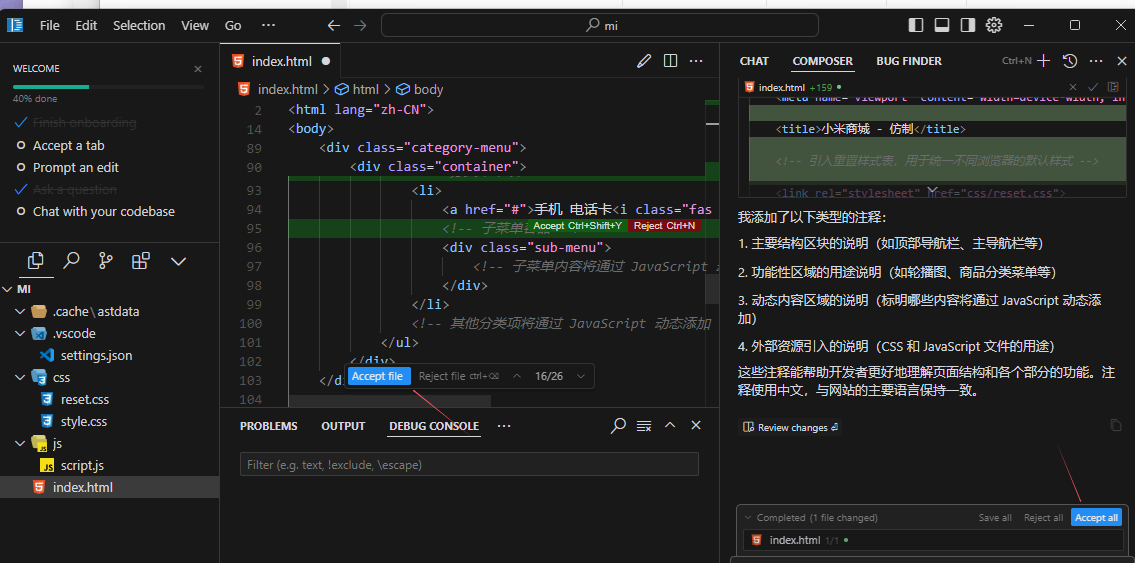 File Edit Selection View Go ··· mi
WELCOME
40% done
Finish onboarding
Accept a tab
Prompt an edit
Ask a question
Chat with your codebase
MI
.cache\astdata
.vscode
settings.json
css
reset.css
style.css
js
JS script.js
index.html
index.html
index.html > html > body
2 <html lang="zh-CN">
14 <body>
89 <div class="category-menu">
90 <div class="container">
93 <li>
94 <a href="#">手机 电话卡<i class="fas
95 <!-- 子菜单容器
Accept Ctrl+Shift+Y Reject Ctrl+N
96 <div class="sub-menu">
97 <!-- 子菜单内容将通过 JavaScript
98 </div>
99 </li>
100 <!-- 其他分类项将通过 JavaScript 动态添加
101 </ul>
102 </div>
103 </di
104
Accept file Reject file ctrl+⌫ 16/26
PROBLEMS OUTPUT DEBUG CONSOLE ···
Filter (e.g. text, !exclude, \escape)
CHAT COMPOSER BUG FINDER Ctrl+N
index.html +159
<meta name="viewport" content="width=device-width, in
<title>小米商城 - 仿制</title>
<!-- 引入重置样式表，用于统一不同浏览器的默认样式 -->
<link rel="stylesheet" href="css/reset.css">
我添加了以下类型的注释：
1. 主要结构区块的说明（如顶部导航栏、主导航栏等）
2. 功能性区域的用途说明（如轮播图、商品分类菜单等）
3. 动态内容区域的说明（标明哪些内容将通过 JavaScript 动态添
加）
4. 外部资源引入的说明（CSS 和 JavaScript 文件的用途）
这些注释能帮助开发者更好地理解页面结构和各个部分的功能。注
释使用中文，与网站的主要语言保持一致。
Review changes ⏎
Completed (1 file changed) Save all Reject all Accept all
index.html 1/1